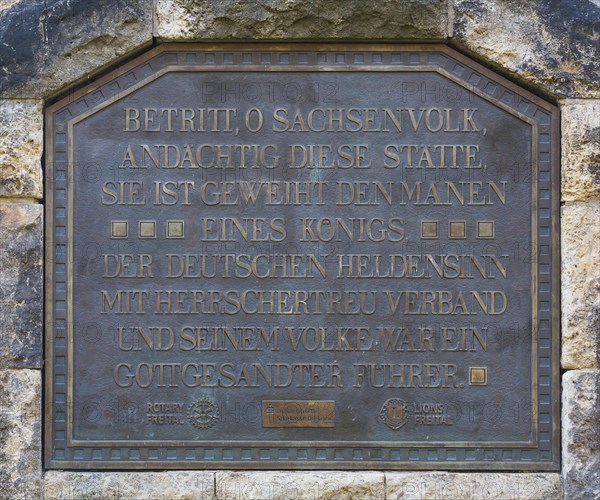 BETRITT, O SACHSENVOLK,
ANDÄCHTIG DIESE STÄTTE,
SIE IST GEWEIHT DEN MANEN
EINES KÖNIGS,
DER DEUTSCHEN HELDENSINN
MIT HERRSCHERTREU VERBAND
UND SEINEM VOLKE WAR EIN
GOTTGESANDTER FÜHRER.
ROTARY
FREITAL
LIONS
FREITAL